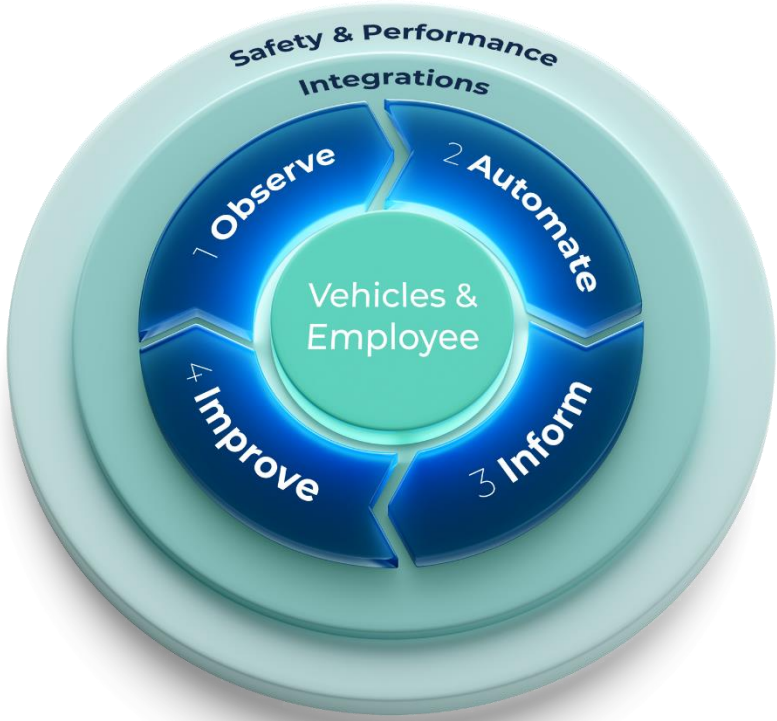 Safety & Performance
Integrations
1 Observe
2 Automate
3 Inform
4 Improve
Vehicles &
Employee